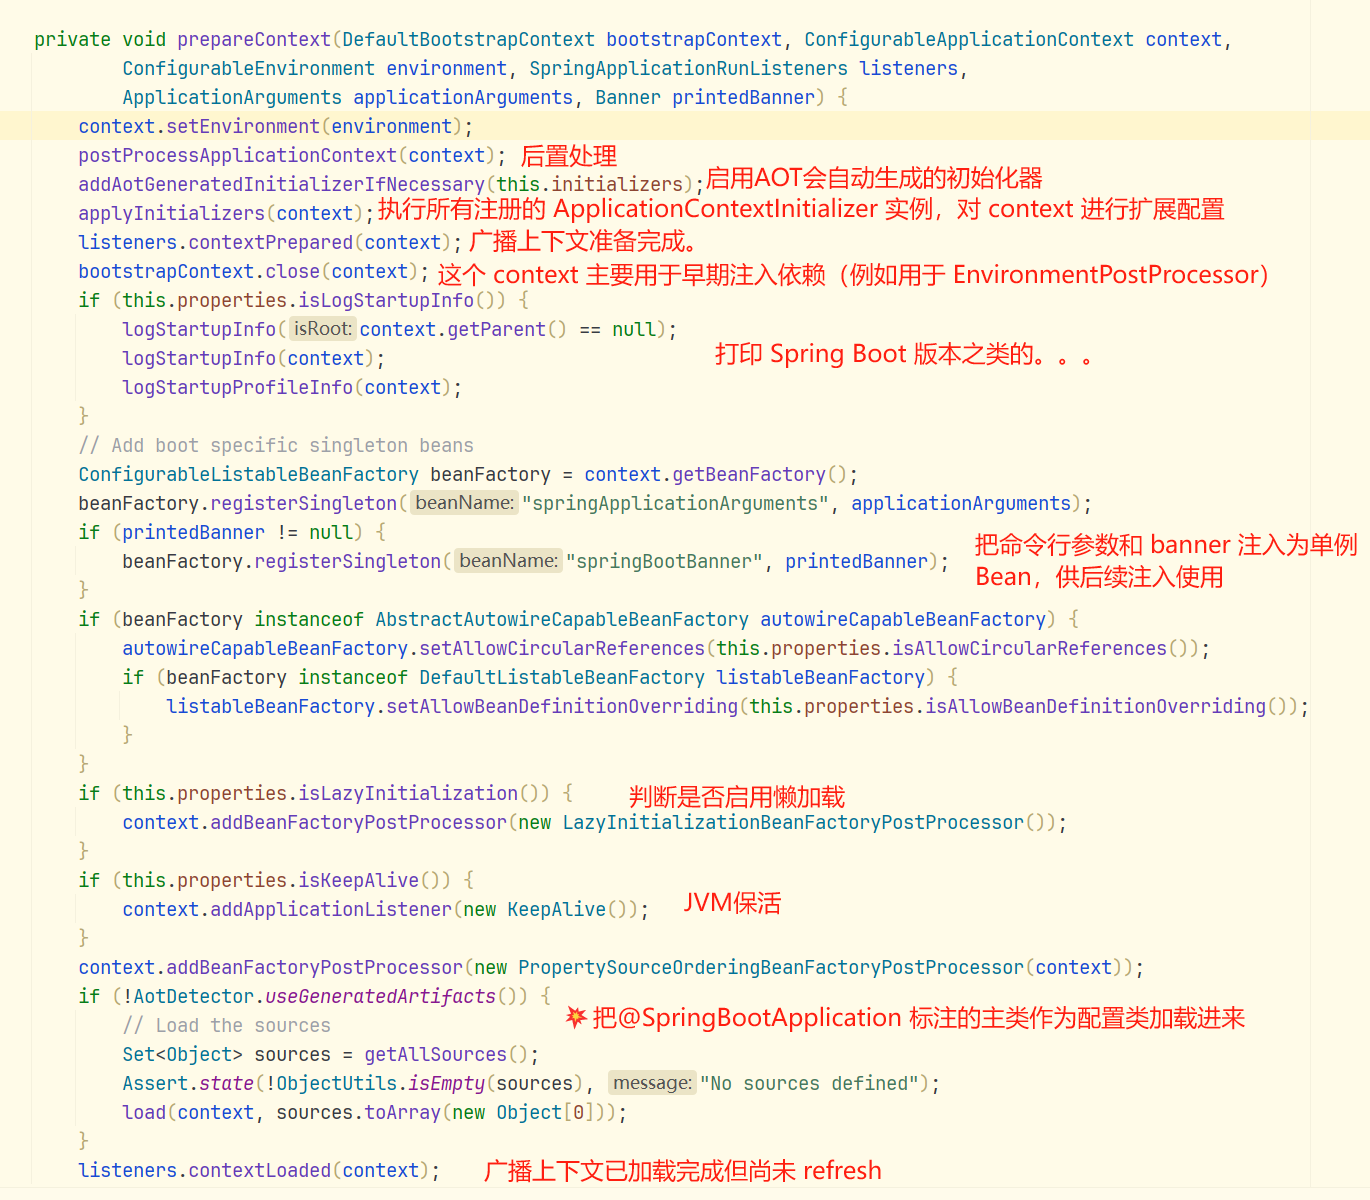 private void prepareContext(DefaultBootstrapContext bootstrapContext, ConfigurableApplicationContext context,
ConfigurableEnvironment environment, SpringApplicationRunListeners listeners,
ApplicationArguments applicationArguments, Banner printedBanner) {
context.setEnvironment(environment);
postProcessApplicationContext(context); 后置处理
addAotGeneratedInitializerIfNecessary(this.initializers);启用AOT会自动生成的初始化器
applyInitializers(context);执行所有注册的 ApplicationContextInitializer 实例，对 context 进行扩展配置
listeners.contextPrepared(context); 广播上下文准备完成。
bootstrapContext.close(context); 这个 context 主要用于早期注入依赖（例如用于 EnvironmentPostProcessor）
if (this.properties.isLogStartupInfo()) {
logStartupInfo( isRoot: context.getParent() == null);
logStartupInfo(context); 打印 Spring Boot 版本之类的。。。
logStartupProfileInfo(context);
}
// Add boot specific singleton beans
ConfigurableListableBeanFactory beanFactory = context.getBeanFactory();
beanFactory.registerSingleton( beanName: "springApplicationArguments", applicationArguments);
if (printedBanner != null) {
beanFactory.registerSingleton( beanName: "springBootBanner", printedBanner);
把命令行参数和 banner 注入为单例
Bean，供后续注入使用
}
if (beanFactory instanceof AbstractAutowireCapableBeanFactory autowireCapableBeanFactory) {
autowireCapableBeanFactory.setAllowCircularReferences(this.properties.isAllowCircularReferences());
if (beanFactory instanceof DefaultListableBeanFactory listableBeanFactory) {
listableBeanFactory.setAllowBeanDefinitionOverriding(this.properties.isAllowBeanDefinitionOverriding());
}
}
if (this.properties.isLazyInitialization()) { 判断是否启用懒加载
context.addBeanFactoryPostProcessor(new LazyInitializationBeanFactoryPostProcessor());
}
if (this.properties.isKeepAlive()) {
context.addApplicationListener(new KeepAlive()); JVM保活
}
context.addBeanFactoryPostProcessor(new PropertySourceOrderingBeanFactoryPostProcessor(context));
if (!AotDetector.useGeneratedArtifacts()) {
💥 把@SpringBootApplication 标注的主类作为配置类加载进来
// Load the sources
Set<Object> sources = getAllSources();
Assert.state(!ObjectUtils.isEmpty(sources), message: "No sources defined");
load(context, sources.toArray(new Object[0]));
}
listeners.contextLoaded(context); 广播上下文已加载完成但尚未 refresh